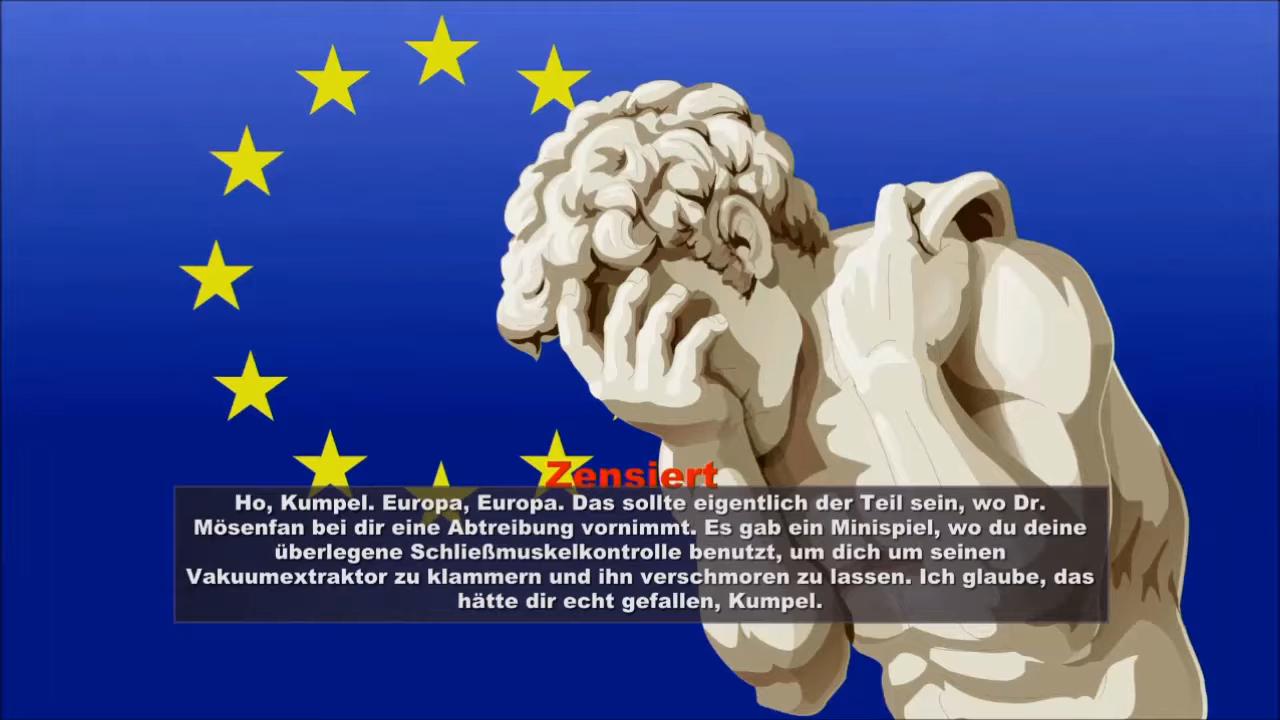 Zensiert
Ho, Kumpel. Europa, Europa. Das sollte eigentlich der Teil sein, wo Dr.
Mösenfan bei dir eine Abtreibung vornimmt. Es gab ein Minispiel, wo du deine
überlegene Schließmuskelkontrolle benutzt, um dich um seinen
Vakuumextraktor zu klammern und ihn verschmoren zu lassen. Ich glaube, das
hätte dir echt gefallen, Kumpel.